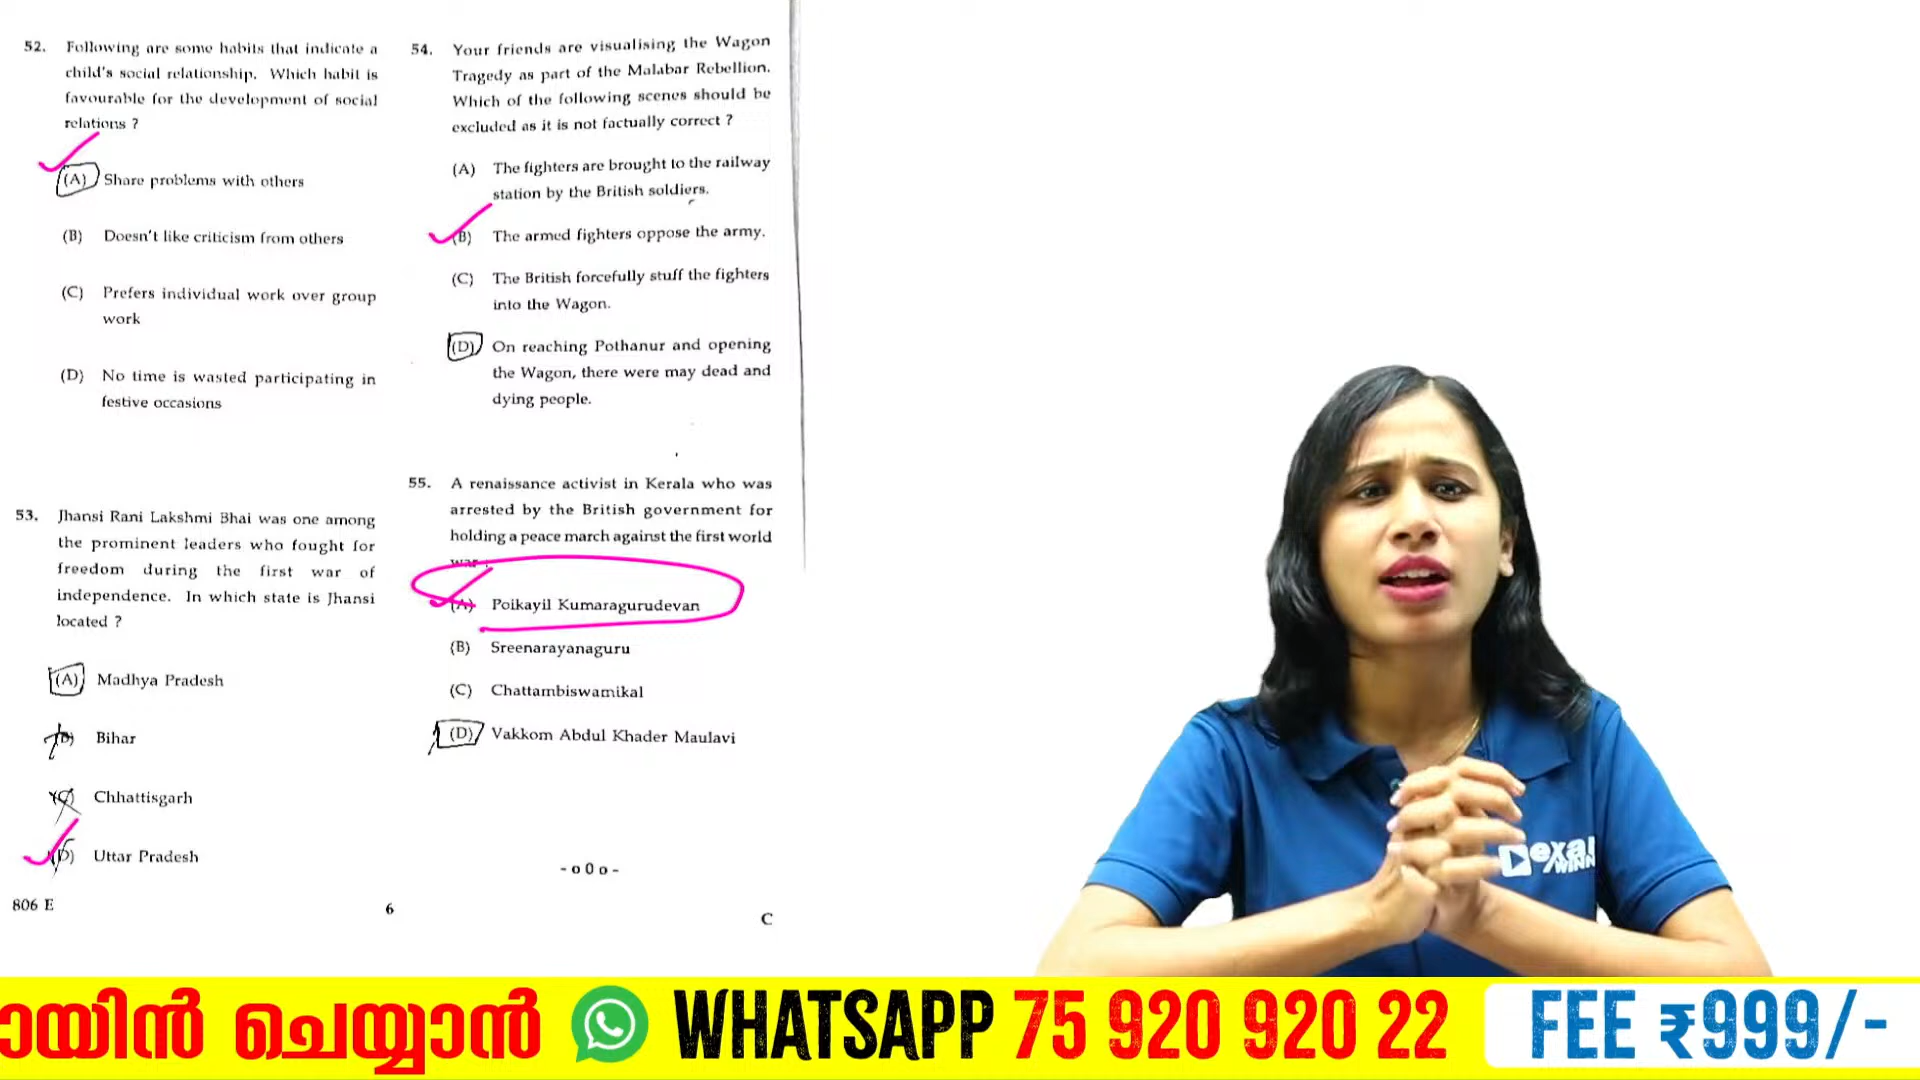 52. Following are some habits that indicate a
child's social relationship. Which habit is
favourable for the development of social
relations ?
(A) Share problems with others
(B) Doesn't like criticism from others
(C) Prefers individual work over group
work
(D) No time is wasted participating in
festive occasions
53. Jhansi Rani Lakshmi Bhai was one among
the prominent leaders who fought for
freedom during the first war of
independence. In which state is Jhansi
located ?
(A) Madhya Pradesh
(B) Bihar
(C) Chhattisgarh
(D) Uttar Pradesh
54. Your friends are visualising the Wagon
Tragedy as part of the Malabar Rebellion.
Which of the following scenes should be
excluded as it is not factually correct ?
(A) The fighters are brought to the railway
station by the British soldiers.
(B) The armed fighters oppose the army.
(C) The British forcefully stuff the fighters
into the Wagon.
(D) On reaching Pothanur and opening
the Wagon, there were may dead and
dying people.
55. A renaissance activist in Kerala who was
arrested by the British government for
holding a peace march against the first world
war :
(A) Poikayil Kumaragurudevan
(B) Sreenarayanaguru
(C) Chattambiswamikal
(D) Vakkom Abdul Khader Maulavi
- o 0 o -
806 E
6
C
ചെയ്യാൻ WHATSAPP 75 920 920 22 FEE ₹999/-